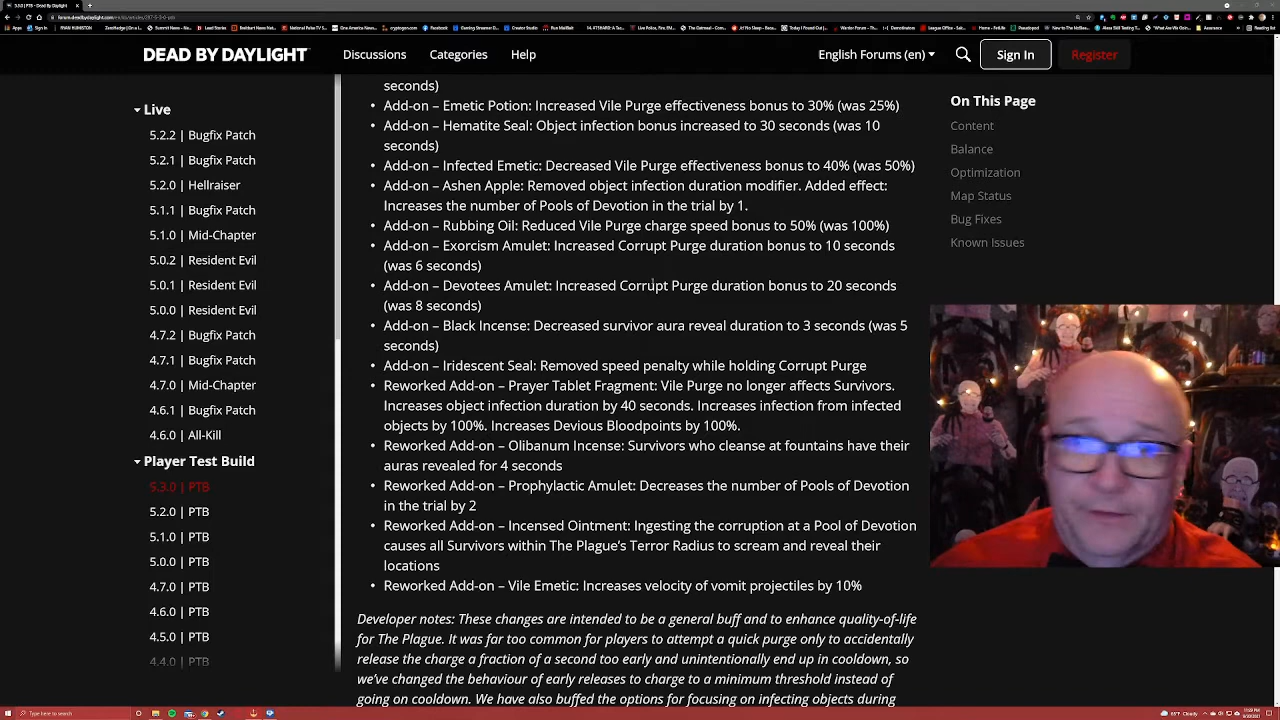 5.3.0 | PTB - Dead By Daylight
forum.deadbydaylight.com/en/kb/articles/287-5-3-0-ptb
DEAD BY DAYLIGHT
Discussions
Categories
Help
English Forums (en)
Sign In
Register
Live
5.2.2 | Bugfix Patch
5.2.1 | Bugfix Patch
5.2.0 | Hellraiser
5.1.1 | Bugfix Patch
5.1.0 | Mid-Chapter
5.0.2 | Resident Evil
5.0.1 | Resident Evil
5.0.0 | Resident Evil
4.7.2 | Bugfix Patch
4.7.1 | Bugfix Patch
4.7.0 | Mid-Chapter
4.6.1 | Bugfix Patch
4.6.0 | All-Kill
Player Test Build
5.3.0 | PTB
5.2.0 | PTB
5.1.0 | PTB
5.0.0 | PTB
4.7.0 | PTB
4.6.0 | PTB
4.5.0 | PTB
4.4.0 | PTB
seconds)
• Add-on – Emetic Potion: Increased Vile Purge effectiveness bonus to 30% (was 25%)
• Add-on – Hematite Seal: Object infection bonus increased to 30 seconds (was 10
seconds)
• Add-on – Infected Emetic: Decreased Vile Purge effectiveness bonus to 40% (was 50%)
• Add-on – Ashen Apple: Removed object infection duration modifier. Added effect:
Increases the number of Pools of Devotion in the trial by 1.
• Add-on – Rubbing Oil: Reduced Vile Purge charge speed bonus to 50% (was 100%)
• Add-on – Exorcism Amulet: Increased Corrupt Purge duration bonus to 10 seconds
(was 6 seconds)
• Add-on – Devotees Amulet: Increased Corrupt Purge duration bonus to 20 seconds
(was 8 seconds)
• Add-on – Black Incense: Decreased survivor aura reveal duration to 3 seconds (was 5
seconds)
• Add-on – Iridescent Seal: Removed speed penalty while holding Corrupt Purge
• Reworked Add-on – Prayer Tablet Fragment: Vile Purge no longer affects Survivors.
Increases object infection duration by 40 seconds. Increases infection from infected
objects by 100%. Increases Devious Bloodpoints by 100%.
• Reworked Add-on – Olibanum Incense: Survivors who cleanse at fountains have their
auras revealed for 4 seconds
• Reworked Add-on – Prophylactic Amulet: Decreases the number of Pools of Devotion
in the trial by 2
• Reworked Add-on – Incensed Ointment: Ingesting the corruption at a Pool of Devotion
causes all Survivors within The Plague's Terror Radius to scream and reveal their
locations
• Reworked Add-on – Vile Emetic: Increases velocity of vomit projectiles by 10%
Developer notes: These changes are intended to be a general buff and to enhance quality-of-life
for The Plague. It was far too common for players to attempt a quick purge only to accidentally
release the charge a fraction of a second too early and unintentionally end up in cooldown, so
we've changed the behaviour of early releases to charge to a minimum threshold instead of
going on cooldown. We have also buffed the options for focusing on infecting objects during
On This Page
Content
Balance
Optimization
Map Status
Bug Fixes
Known Issues
Type here to search
Cloudy